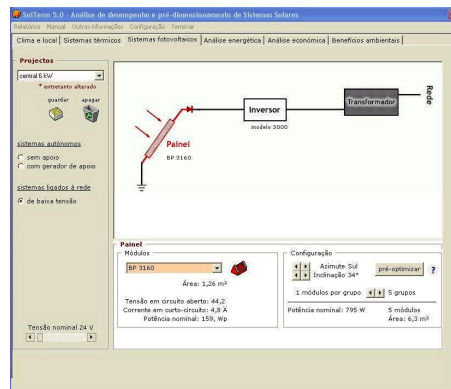 SolTerm 5.0 - Análise de desempenho e pré-dimensionamento de Sistemas Solares
Relatórios Manual Outras informações Configuração Terminar
Clima e local Sistemas térmicos Sistemas fotovoltaicos Análise energética Análise económica Benefícios ambientais
Projectos
central 6 kW
* entretanto alterado
guardar apagar
sistemas autónomos
sem apoio
com gerador de apoio
sistemas ligados à rede
de baixa tensão
Tensão nominal 24 V
Rede
Inversor
Transformador
modelo 3000
Painel
BP 3160
Painel
Módulos
BP 3160
Área: 1,26 m²
Tensão em circuito aberto: 44,2
Corrente em curto-circuito: 4,8 A
Potência nominal: 159, Wp
Configuração
Azimute Sul
Inclinação 34°
pré-optimizar ?
1 módulos por grupo 5 grupos
Potência nominal: 795 W 5 módulos
Área: 6,3 m²